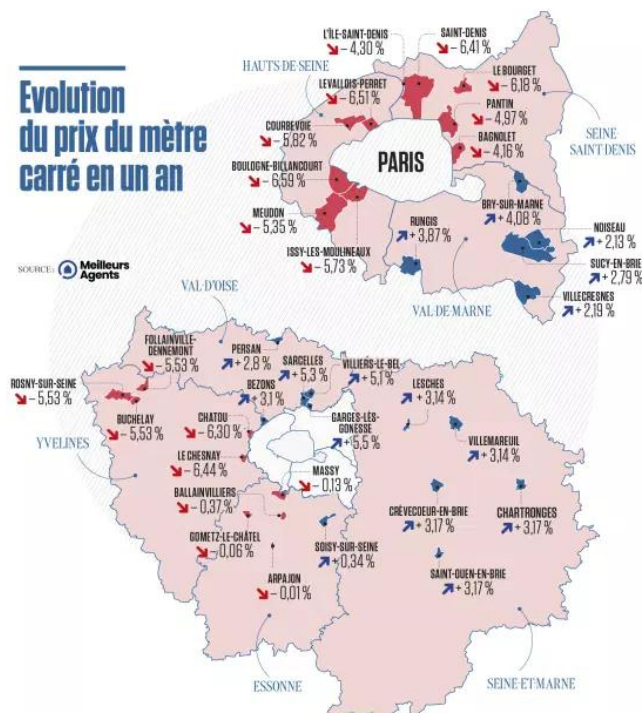 Evolution
du prix du mètre
carré en un an
SOURCE: Meilleurs
Agents
HAUTS-DE-SEINE
L'ÎLE-SAINT-DENIS
– 4,30 %
SAINT-DENIS
– 6,41 %
LEVALLOIS-PERRET
– 6,51 %
LE BOURGET
– 6,18 %
COURBEVOIE
– 5,82 %
PANTIN
– 4,97 %
SEINE
SAINT DENIS
BAGNOLET
– 4,16 %
PARIS
BOULOGNE-BILLANCOURT
– 6,59 %
MEUDON
– 5,35 %
ISSY-LES-MOULINEAUX
– 5,73 %
RUNGIS
+ 3,87 %
BRY-SUR-MARNE
+ 4,08 %
NOISEAU
+ 2,13 %
SUCY-EN-BRIE
+ 2,79 %
VILLECRESNES
+ 2,19 %
VAL-DE-MARNE
VAL-D'OISE
FOLLAINVILLE-
DENNEMONT
– 5,53 %
PERSAN
+ 2,8 %
SARCELLES
+ 5,3 %
VILLIERS-LE-BEL
+ 5,1 %
ROSNY-SUR-SEINE
– 5,53 %
BEZONS
+ 3,1 %
LESCHES
+ 3,14 %
BUCHELAY
– 5,53 %
CHATOU
– 6,30 %
GARGES-LÈS-
GONESSE
+ 5,5 %
VILLEMAREUIL
+ 3,14 %
YVELINES
LE CHESNAY
– 6,44 %
MASSY
– 0,13 %
BALLAINVILLIERS
– 0,37 %
CRÈVECOEUR-EN-BRIE
+ 3,17 %
CHARTRONGES
+ 3,17 %
GOMETZ-LE-CHÂTEL
– 0,06 %
SOISY-SUR-SEINE
+ 0,34 %
SAINT-OUEN-EN-BRIE
+ 3,17 %
ARPAJON
– 0,01 %
ESSONNE
SEINE-ET-MARNE